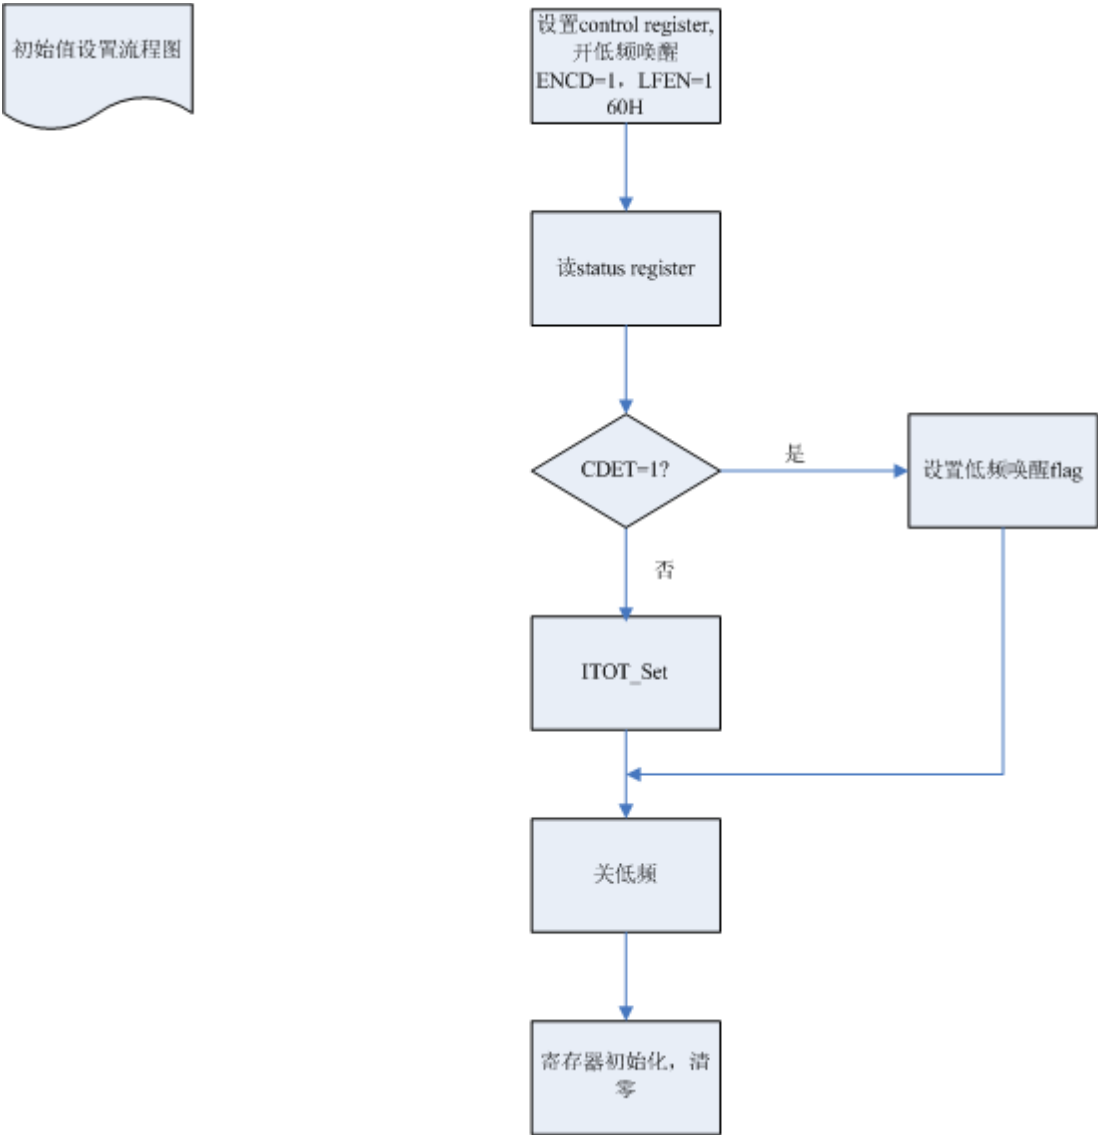 初始值设置流程图
设置control register,
开低频唤醒
ENCD=1，LFEN=1
60H
读status register
CDET=1?
是
设置低频唤醒flag
否
ITOT_Set
关低频
寄存器初始化，清
零